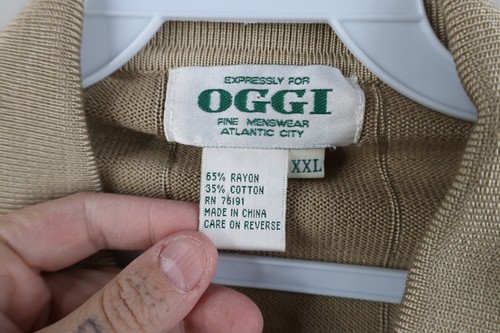 EXPRESSLY FOR
OGGI
FINE MENSWEAR
ATLANTIC CITY
XXL
65% RAYON
35% COTTON
RN 76191
MADE IN CHINA
CARE ON REVERSE